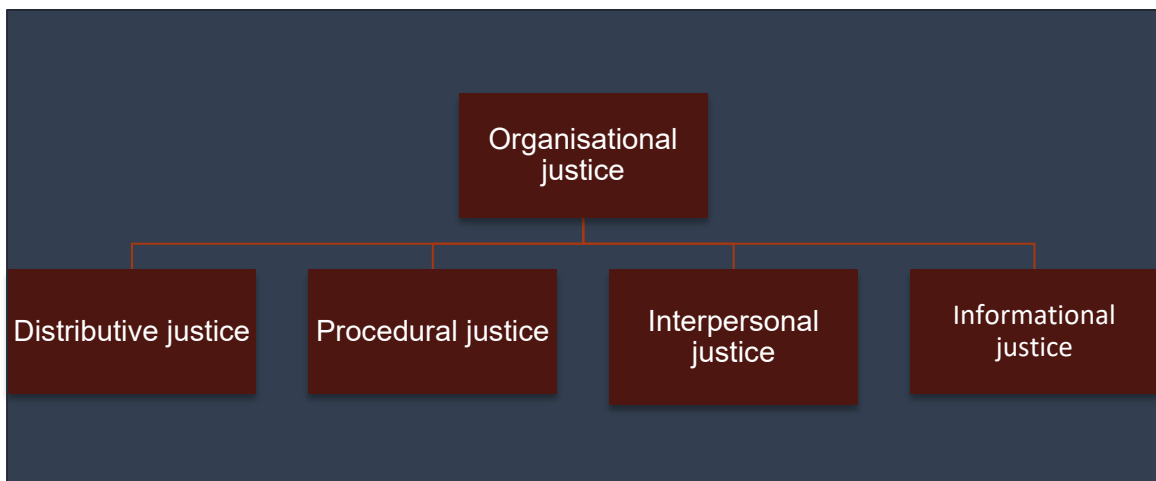 Organisational
justice
Distributive justice
Procedural justice
Interpersonal
justice
Informational
justice